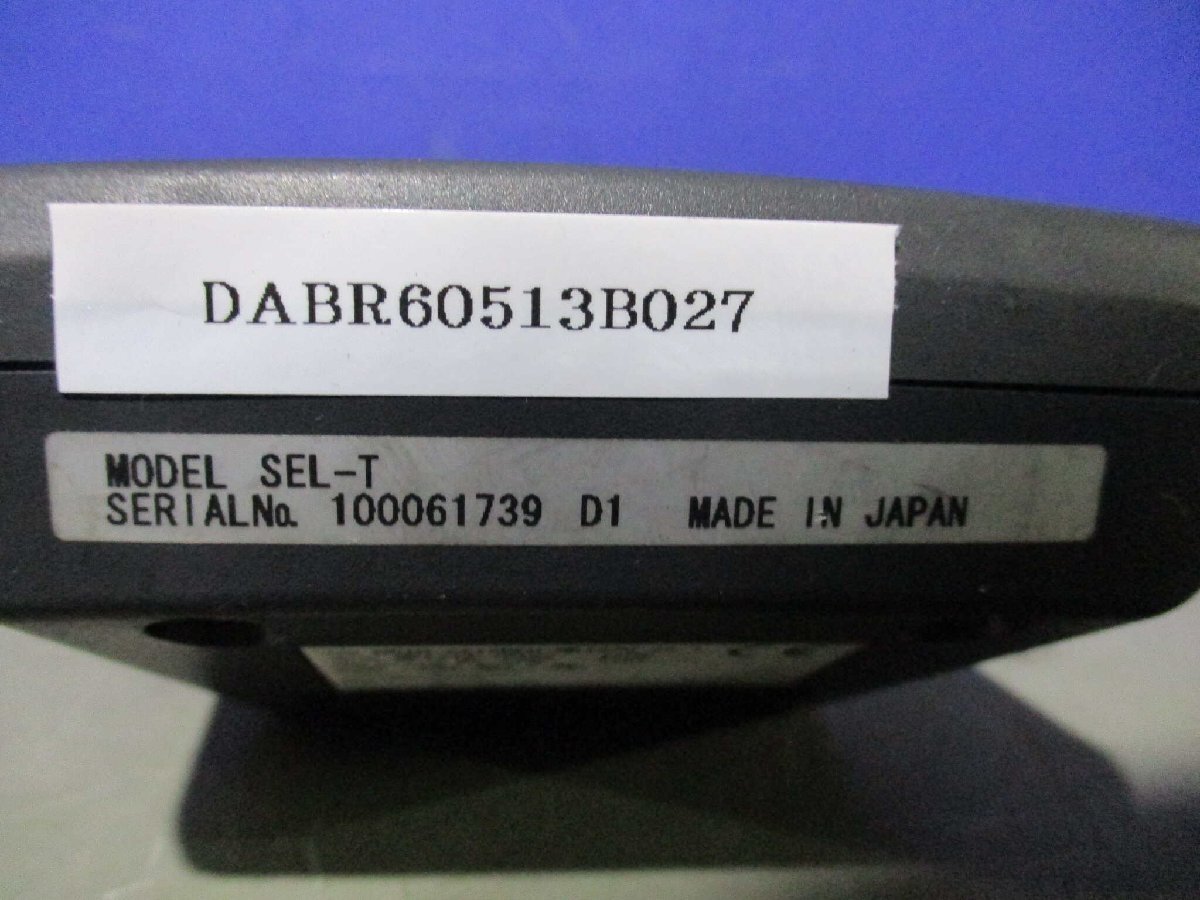 DABR60513B027
MODEL SEL-T
SERIALNo. 100061739 D1 MADE IN JAPAN